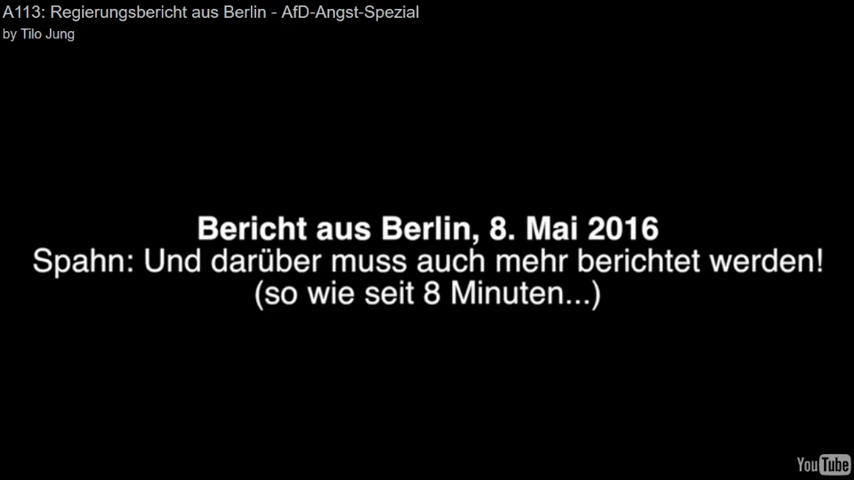 A113: Regierungsbericht aus Berlin - AfD-Angst-Spezial
by Tilo Jung
Bericht aus Berlin, 8. Mai 2016
Spahn: Und darüber muss auch mehr berichtet werden!
(so wie seit 8 Minuten...)
YouTube